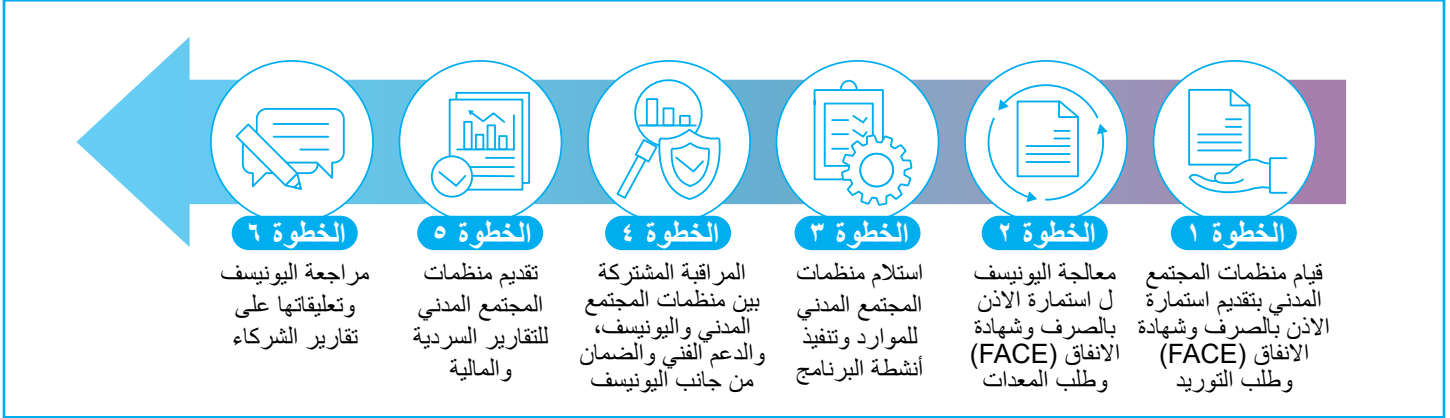 الخطوة ١
قيام منظمات المجتمع
المدني بتقديم استمارة
الاذن بالصرف وشهادة
الانفاق (FACE)
وطلب التوريد
الخطوة ٢
معالجة اليونيسف
ل استمارة الاذن
بالصرف وشهادة
الانفاق (FACE)
وطلب المعدات
الخطوة ٣
استلام منظمات
المجتمع المدني
للموارد وتنفيذ
أنشطة البرنامج
الخطوة ٤
المراقبة المشتركة
بين منظمات المجتمع
المدني واليونيسف،
والدعم الفني والضمان
من جانب اليونيسف
الخطوة ٥
تقديم منظمات
المجتمع المدني
للتقارير السردية
والمالية
الخطوة ٦
مراجعة اليونيسف
وتعليقاتها على
تقارير الشركاء